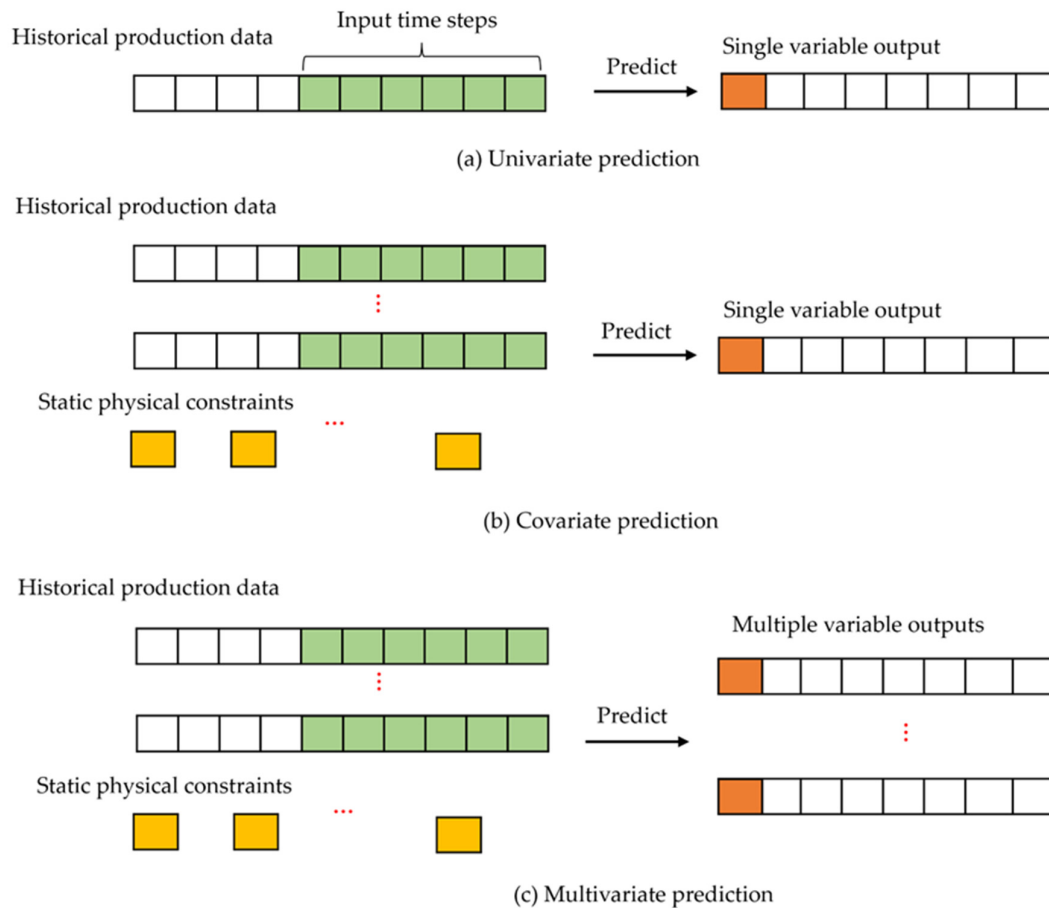 Input time steps
Historical production data
Single variable output
Predict
(a) Univariate prediction
Historical production data
Single variable output
Predict
Static physical constraints
(b) Covariate prediction
Historical production data
Multiple variable outputs
Predict
Static physical constraints
(c) Multivariate prediction